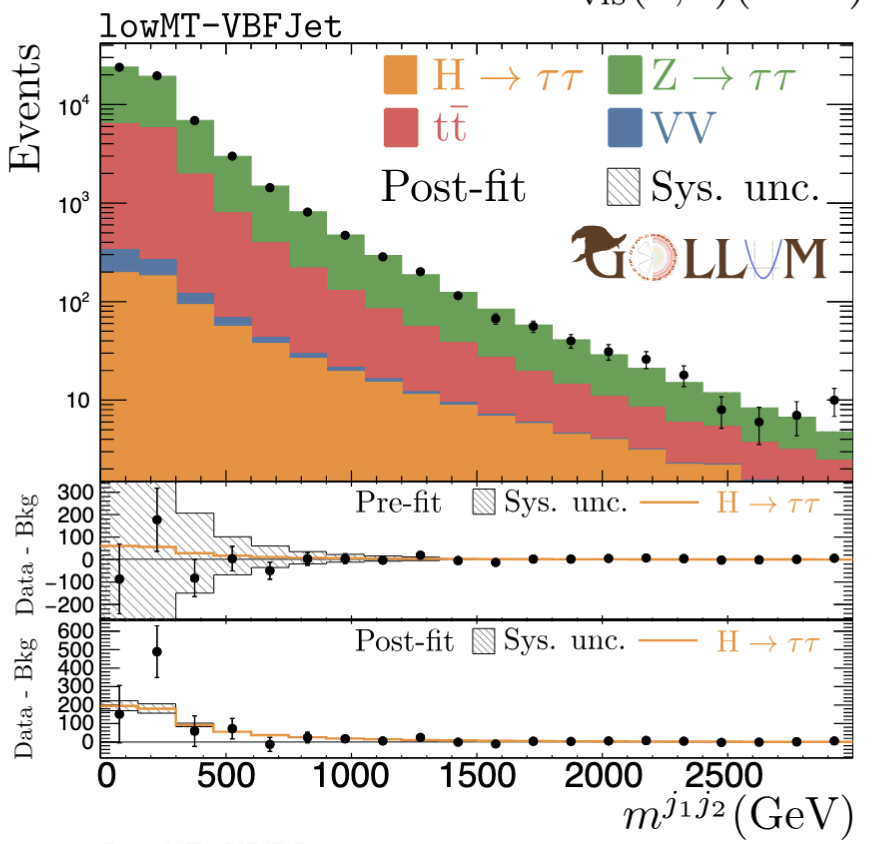 lowMT-VBFJet
Events
H → ττ
Z → ττ
tt̄
VV
Post-fit
Sys. unc.
GOLLUM
10⁴
10³
10²
10
Data - Bkg
Pre-fit
Sys. unc.
H → ττ
300
200
100
0
−100
−200
Data - Bkg
Post-fit
Sys. unc.
H → ττ
600
500
400
300
200
100
0
0 500 1000 1500 2000 2500
m^{j₁j₂} (GeV)